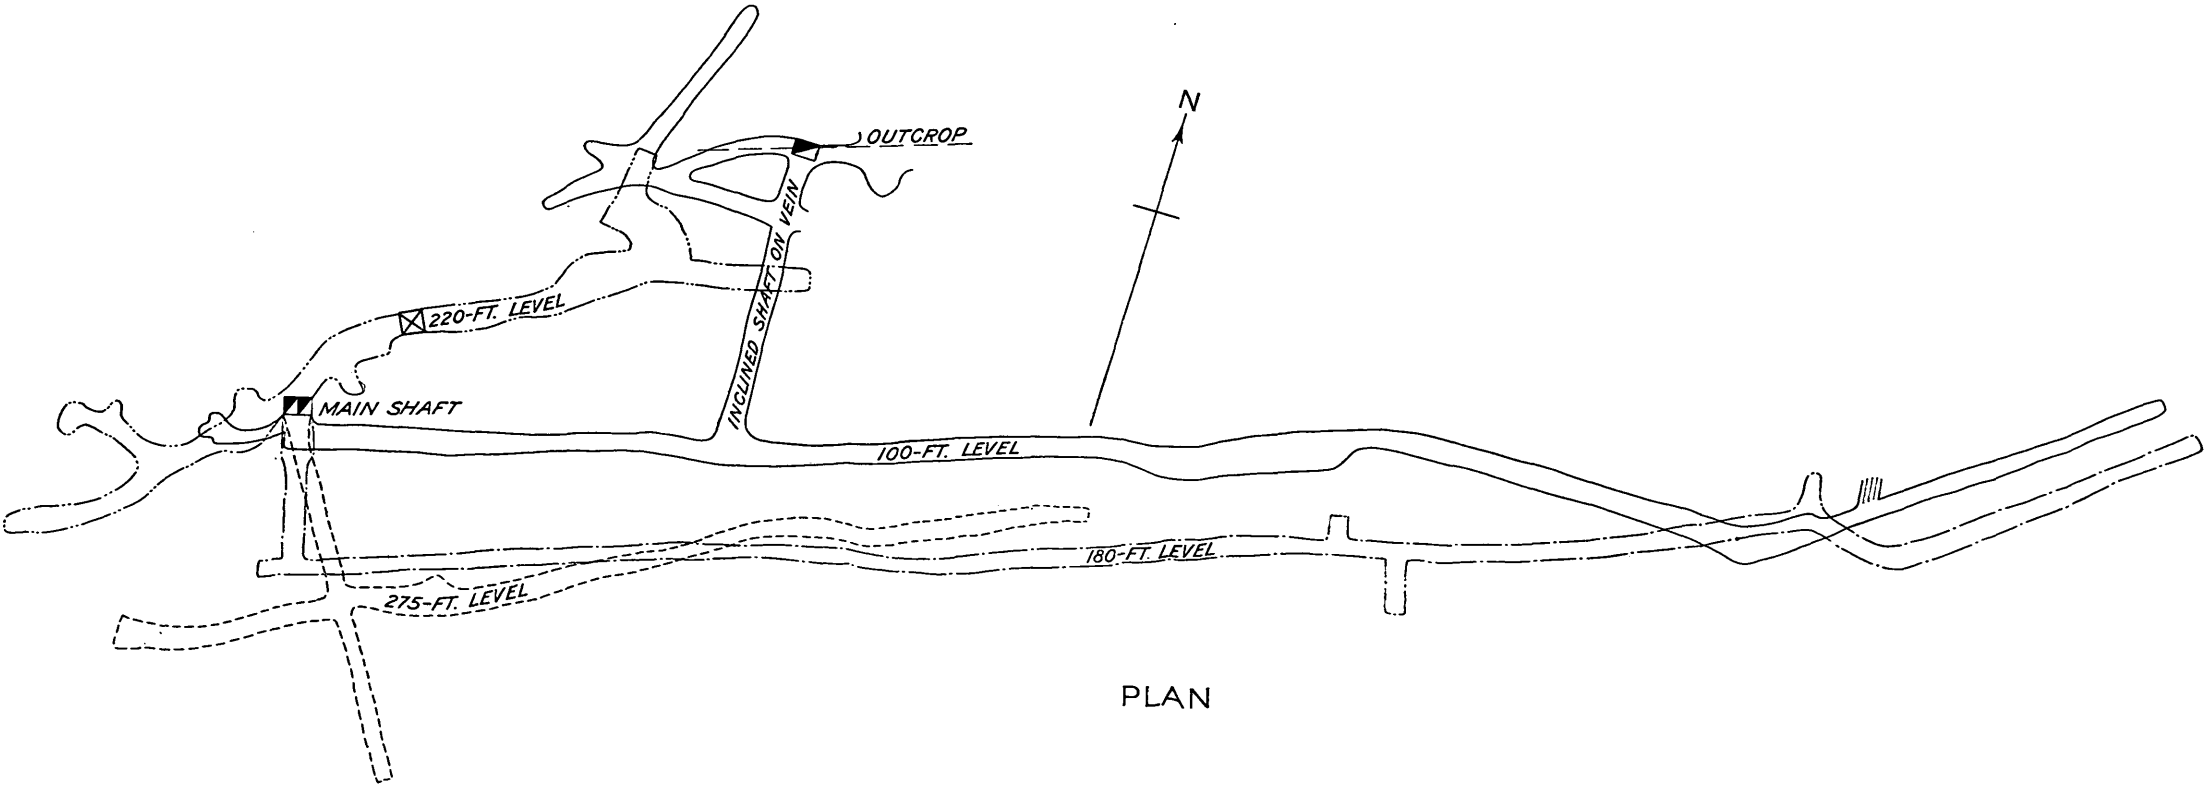 N
OUTCROP
INCLINED SHAFT ON VEIN
220-FT. LEVEL
MAIN SHAFT
100-FT. LEVEL
180-FT. LEVEL
275-FT. LEVEL
PLAN